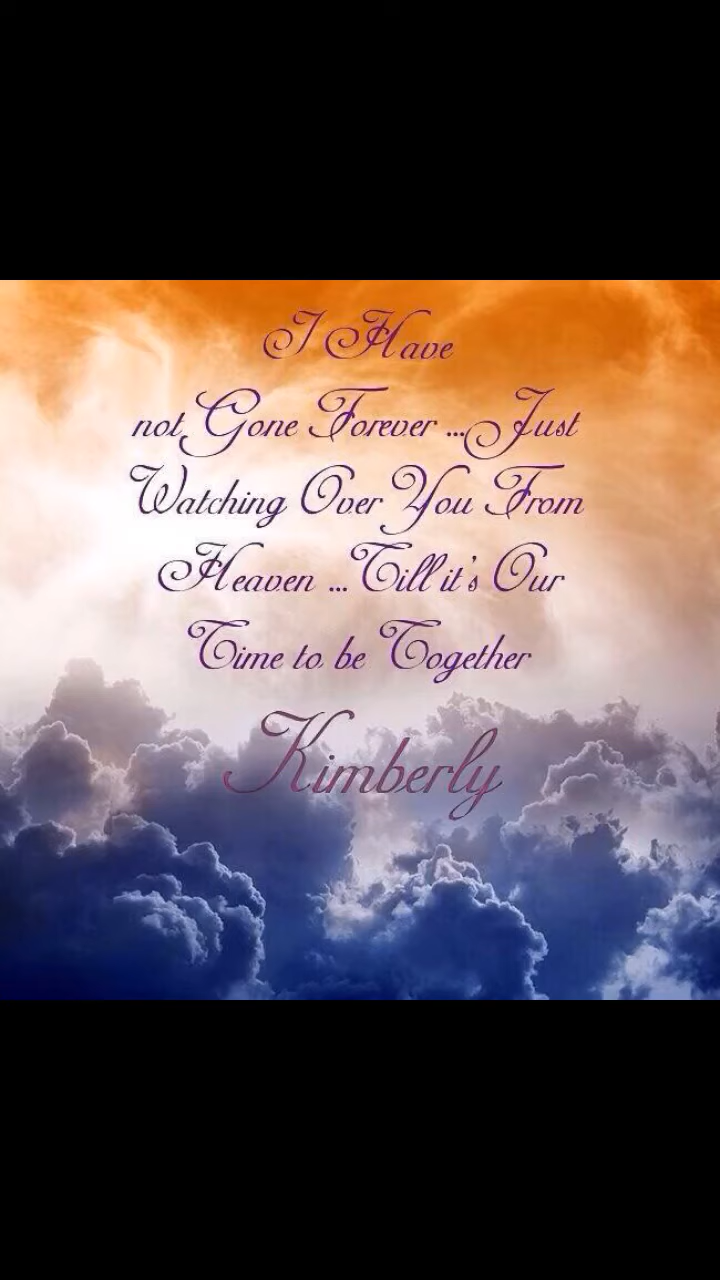 I Have
not Gone Forever ... Just
Watching Over You From
Heaven ... Till it's Our
Time to be Together
Kimberly